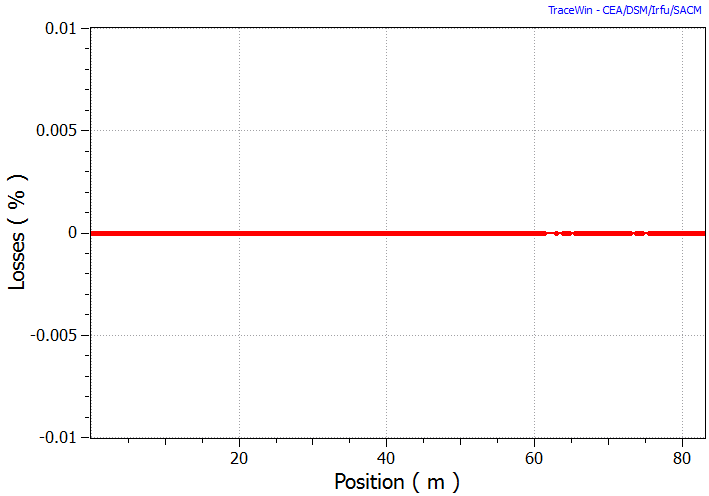 TraceWin - CEA/DSM/Irfu/SACM
0.01
0.005
0
-0.005
-0.01
Losses ( % )
20 40 60 80
Position ( m )